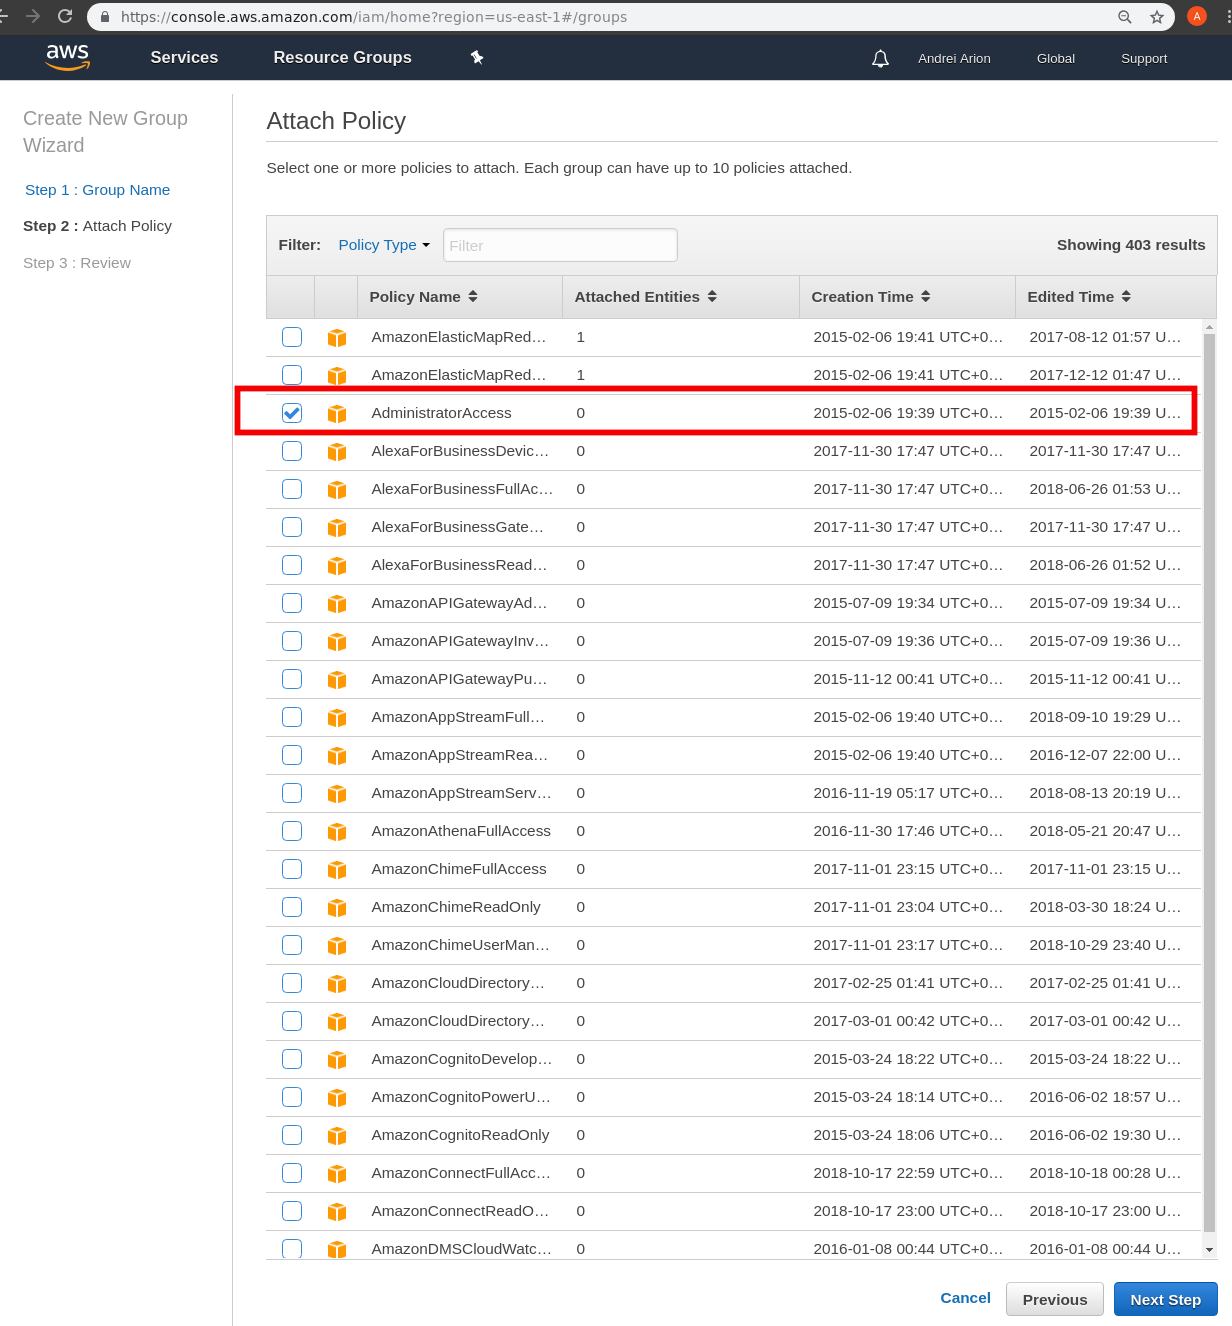 https://console.aws.amazon.com/iam/home?region=us-east-1#/groups
A
aws Services Resource Groups Andrei Arion Global Support
Create New Group
Wizard
Step 1 : Group Name
Step 2 : Attach Policy
Step 3 : Review
Attach Policy
Select one or more policies to attach. Each group can have up to 10 policies attached.
Filter: Policy Type Filter Showing 403 results
Policy Name Attached Entities Creation Time Edited Time
AmazonElasticMapRed… 1 2015-02-06 19:41 UTC+0… 2017-08-12 01:57 U…
AmazonElasticMapRed… 1 2015-02-06 19:41 UTC+0… 2017-12-12 01:47 U…
AdministratorAccess 0 2015-02-06 19:39 UTC+0… 2015-02-06 19:39 U…
AlexaForBusinessDevic… 0 2017-11-30 17:47 UTC+0… 2017-11-30 17:47 U…
AlexaForBusinessFullAc… 0 2017-11-30 17:47 UTC+0… 2018-06-26 01:53 U…
AlexaForBusinessGate… 0 2017-11-30 17:47 UTC+0… 2017-11-30 17:47 U…
AlexaForBusinessRead… 0 2017-11-30 17:47 UTC+0… 2018-06-26 01:52 U…
AmazonAPIGatewayAd… 0 2015-07-09 19:34 UTC+0… 2015-07-09 19:34 U…
AmazonAPIGatewayInv… 0 2015-07-09 19:36 UTC+0… 2015-07-09 19:36 U…
AmazonAPIGatewayPu… 0 2015-11-12 00:41 UTC+0… 2015-11-12 00:41 U…
AmazonAppStreamFull… 0 2015-02-06 19:40 UTC+0… 2018-09-10 19:29 U…
AmazonAppStreamRea… 0 2015-02-06 19:40 UTC+0… 2016-12-07 22:00 U…
AmazonAppStreamServ… 0 2016-11-19 05:17 UTC+0… 2018-08-13 20:19 U…
AmazonAthenaFullAccess 0 2016-11-30 17:46 UTC+0… 2018-05-21 20:47 U…
AmazonChimeFullAccess 0 2017-11-01 23:15 UTC+0… 2017-11-01 23:15 U…
AmazonChimeReadOnly 0 2017-11-01 23:04 UTC+0… 2018-03-30 18:24 U…
AmazonChimeUserMan… 0 2017-11-01 23:17 UTC+0… 2018-10-29 23:40 U…
AmazonCloudDirectory… 0 2017-02-25 01:41 UTC+0… 2017-02-25 01:41 U…
AmazonCloudDirectory… 0 2017-03-01 00:42 UTC+0… 2017-03-01 00:42 U…
AmazonCognitoDevelop… 0 2015-03-24 18:22 UTC+0… 2015-03-24 18:22 U…
AmazonCognitoPowerU… 0 2015-03-24 18:14 UTC+0… 2016-06-02 18:57 U…
AmazonCognitoReadOnly 0 2015-03-24 18:06 UTC+0… 2016-06-02 19:30 U…
AmazonConnectFullAcc… 0 2018-10-17 22:59 UTC+0… 2018-10-18 00:28 U…
AmazonConnectReadO… 0 2018-10-17 23:00 UTC+0… 2018-10-17 23:00 U…
AmazonDMSCloudWatc… 0 2016-01-08 00:44 UTC+0… 2016-01-08 00:44 U…
Cancel Previous Next Step